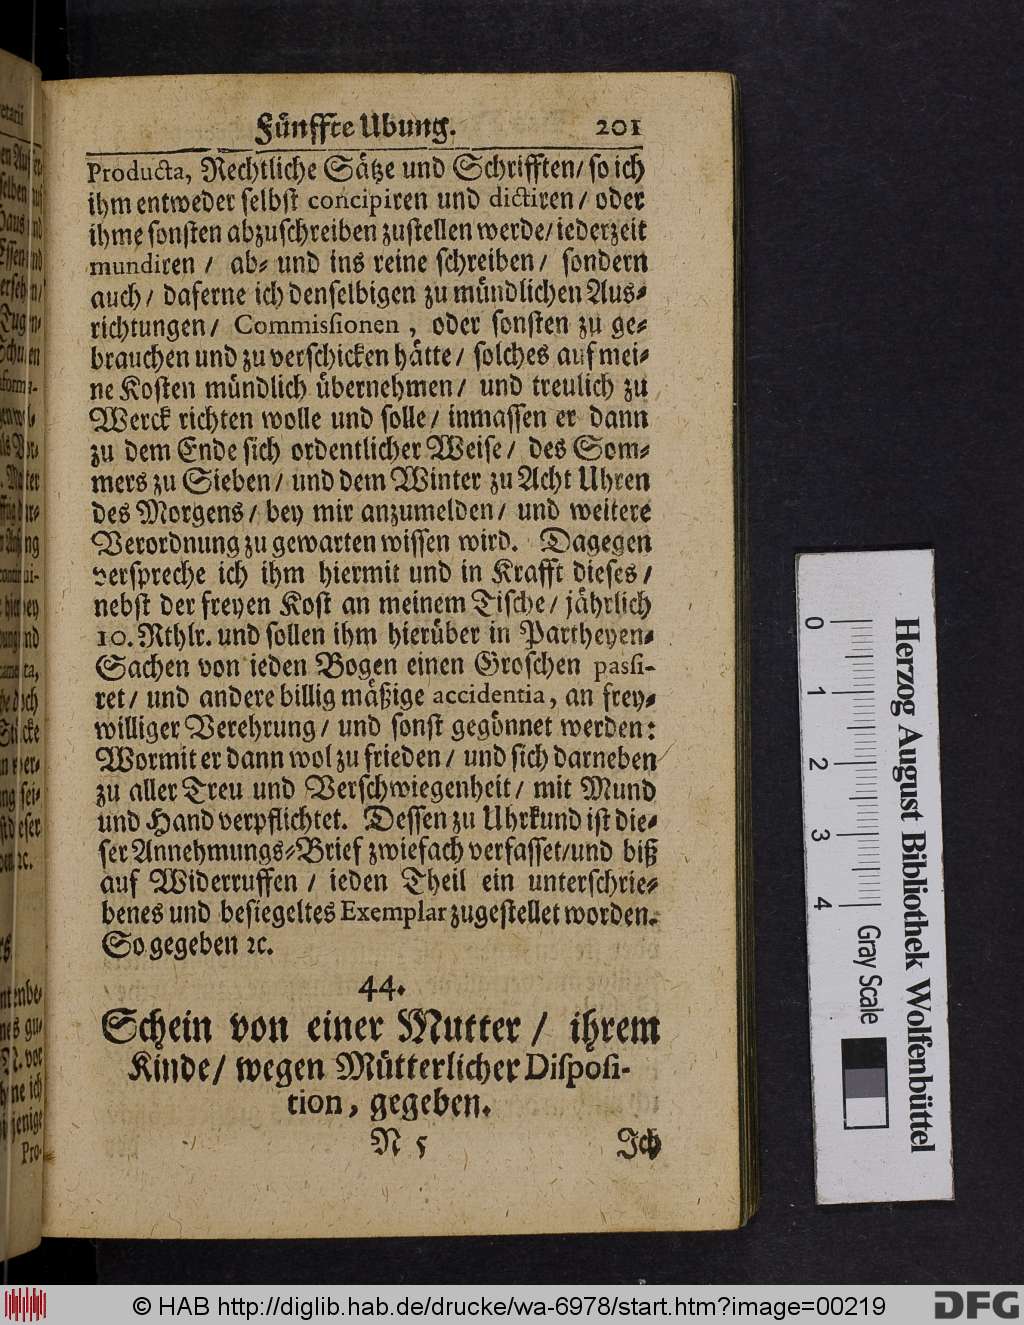 Fünffte Ubung. 201
Producta, Rechtliche Sätze und Schrifften/ so ich
ihm entweder selbst concipiren und dictiren/ oder
ihme sonsten abzuschreiben zustellen werde/ iederzeit
mundiren / ab- und ins reine schreiben/ sondern
auch/ daferne ich denselbigen zu mündlichen Aus-
richtungen/ Commissionen, oder sonsten zu ge-
brauchen und zu verschicken hätte/ solches auf mei-
ne Kosten mündlich übernehmen/ und treulich zu
Werck richten wolle und solle/ inmassen er dann
zu dem Ende sich ordentlicher Weise/ des Som-
mers zu Sieben/ und dem Winter zu Acht Uhren
des Morgens/ bey mir anzumelden/ und weitere
Verordnung zu gewarten wissen wird. Dagegen
verspreche ich ihm hiermit und in Krafft dieses/
nebst der freyen Kost an meinem Tische/ jährlich
10. Rthlr. und sollen ihm hierüber in Partheyen-
Sachen von ieden Bogen einen Groschen passi-
ret/ und andere billig mäßige accidentia, an frey-
williger Verehrung/ und sonst gegönnet werden:
Wormit er dann wol zu frieden/ und sich darneben
zu aller Treu und Verschwiegenheit/ mit Mund
und Hand verpflichtet. Dessen zu Uhrkund ist die-
ser Annehmungs-Brief zwiefach verfasset/und biß
auf Widerruffen / ieden Theil ein unterschrie-
benes und besiegeltes Exemplar zugestellet worden.
So gegeben ꝛc.
44.
Schein von einer Mutter/ ihrem
Kinde/ wegen Mütterlicher Disposi-
tion, gegeben.
N 5 Ich
0 1 2 3 4
Herzog August Bibliothek Wolfenbüttel
Gray Scale
© HAB http://diglib.hab.de/drucke/wa-6978/start.htm?image=00219
DFG